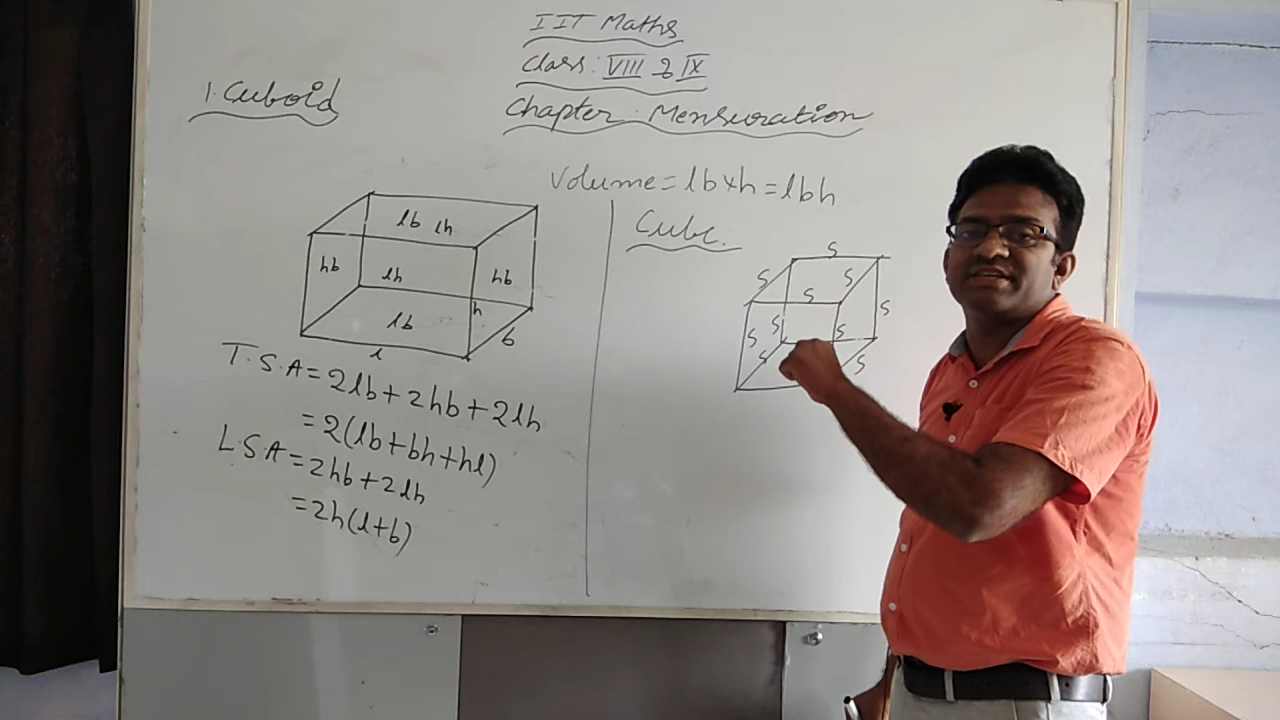 IIT Maths
Class: VIII & IX
Chapter: Mensuration
1. Cuboid
Volume = lb x h = lbh
lb lh
hb
lh
hb
lb
h
b
l
T.S.A = 2lb + 2hb + 2lh
= 2(lb + bh + hl)
L.S.A = 2hb + 2lh
= 2h(l + b)
Cube.
S
S
S
S
S
S
S
S
S
S
S